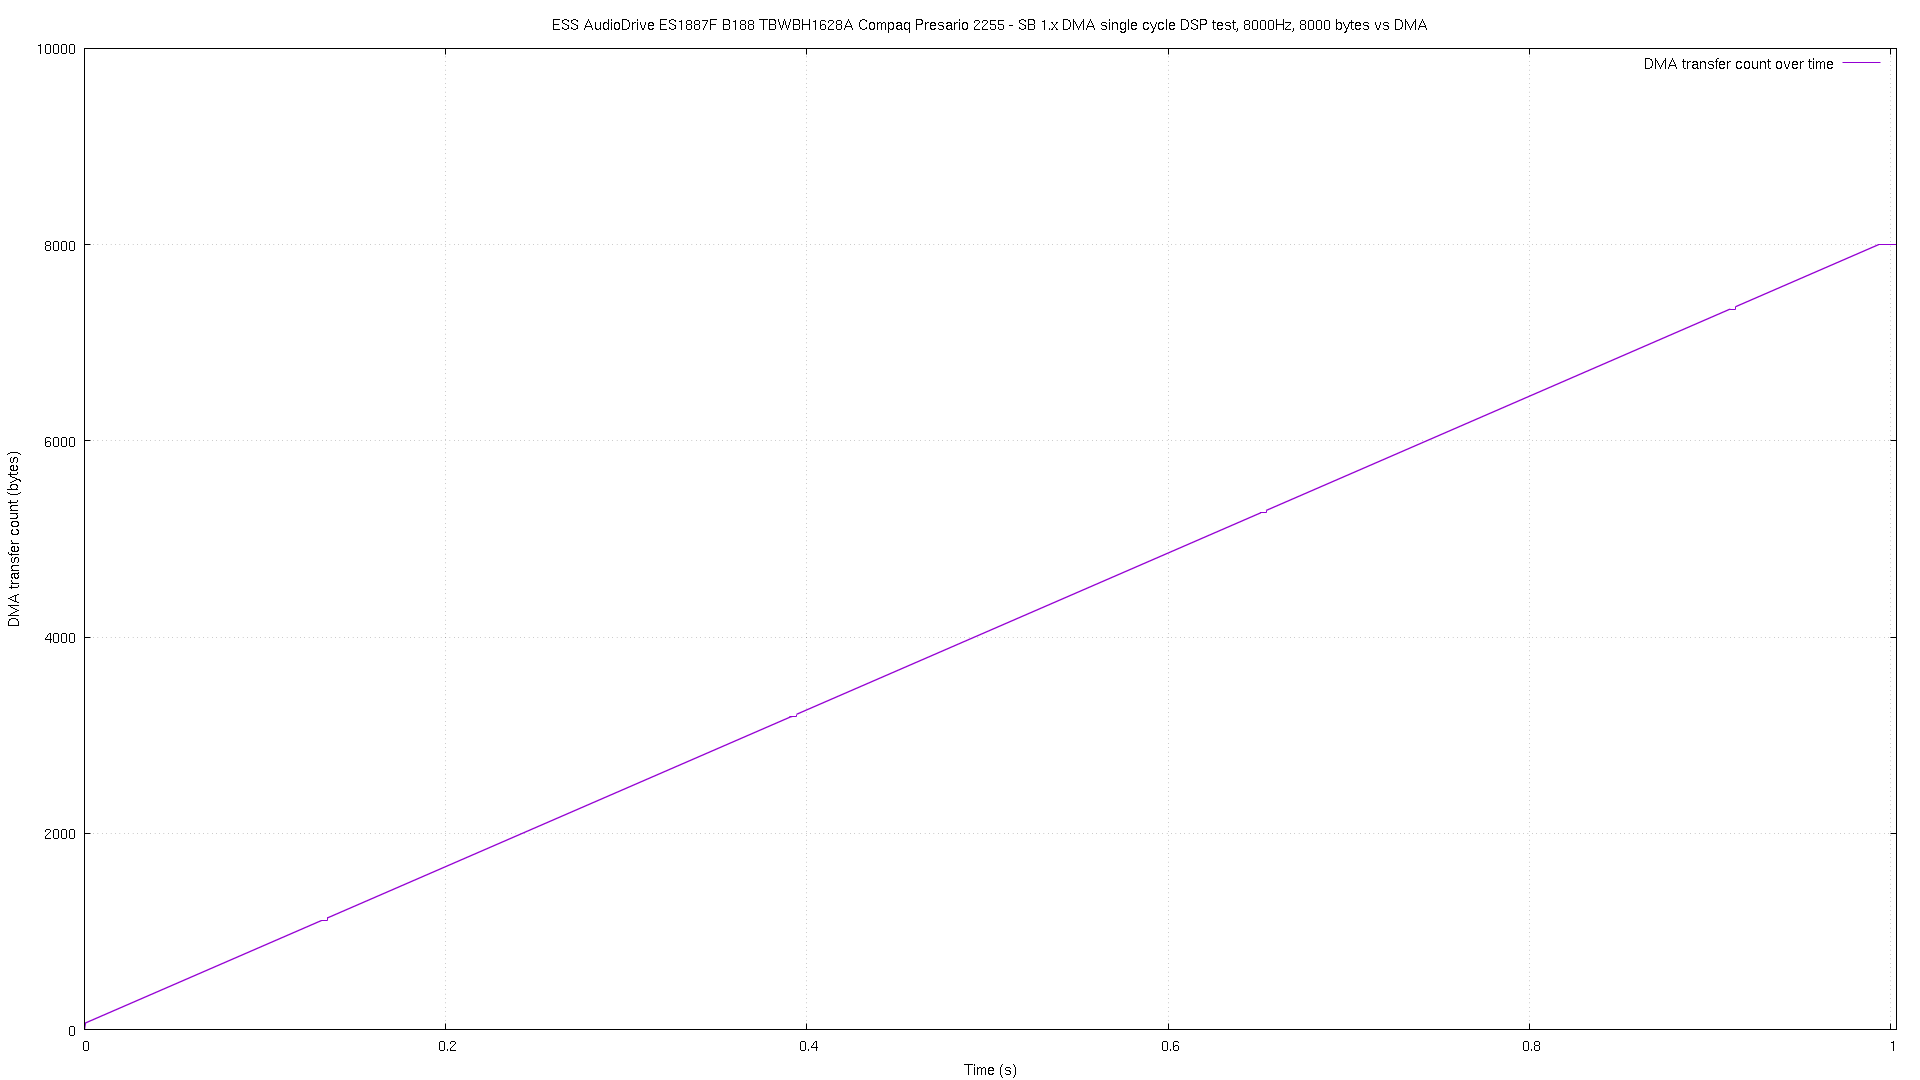 ESS AudioDrive ES1887F B188 TBWBH1628A Compaq Presario 2255 - SB 1.x DMA single cycle DSP test, 8000Hz, 8000 bytes vs DMA
DMA transfer count over time
10000
8000
6000
4000
2000
0
DMA transfer count (bytes)
0 0.2 0.4 0.6 0.8 1
Time (s)